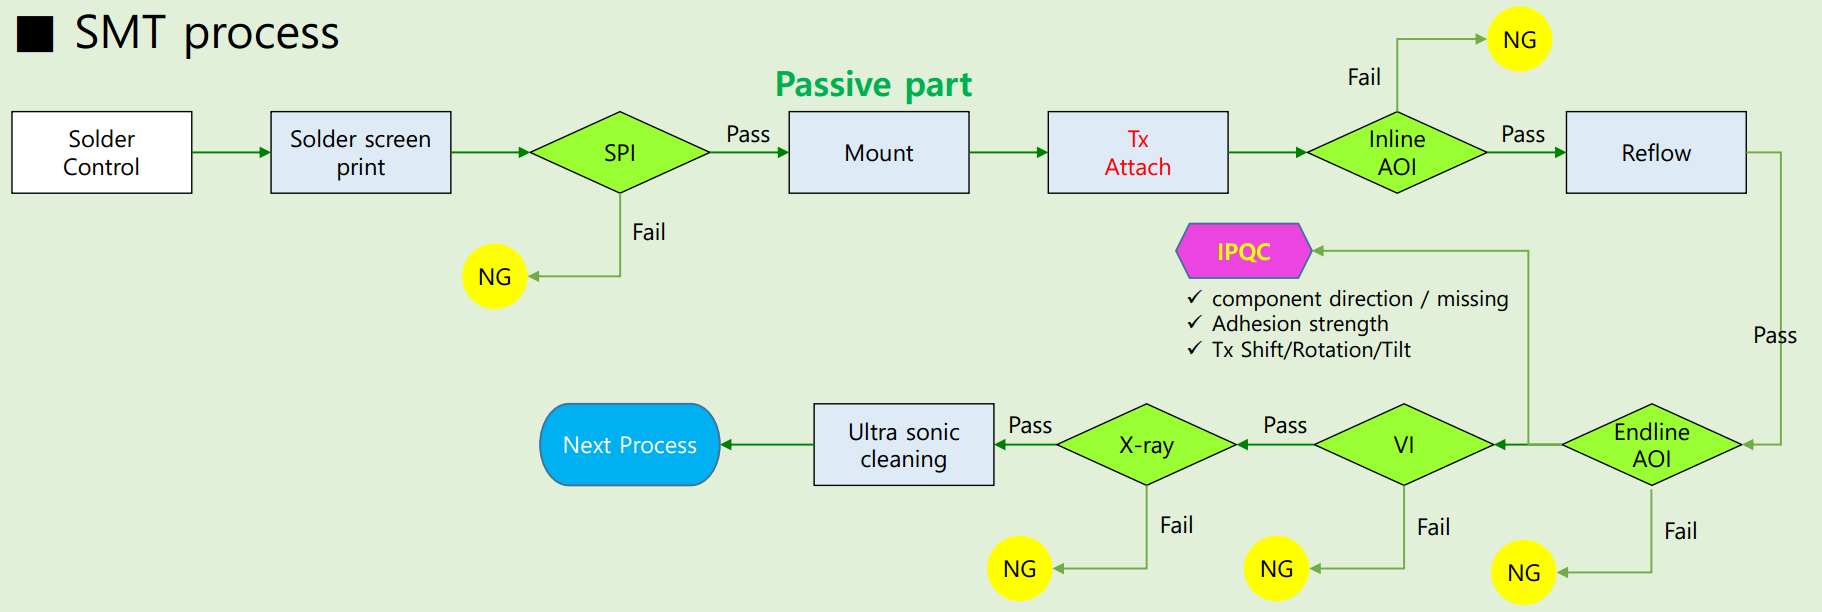 ■ SMT process
NG
Passive part
Fail
Solder
Control
Solder screen
print
SPI
Pass
Mount
Tx
Attach
Inline
AOI
Pass
Reflow
Fail
NG
IPQC
✓ component direction / missing
✓ Adhesion strength
✓ Tx Shift/Rotation/Tilt
Pass
Endline
AOI
VI
Pass
X-ray
Pass
Ultra sonic
cleaning
Next Process
Fail
NG
Fail
NG
Fail
NG